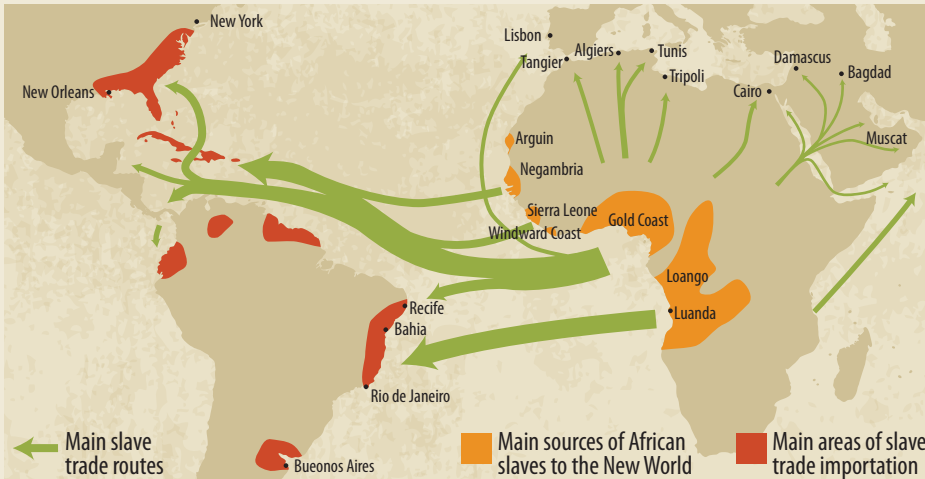 New York
Lisbon
Algiers
Tunis
Tangier
Damascus
Tripoli
Bagdad
New Orleans
Cairo
Arguin
Muscat
Negambria
Sierra Leone
Gold Coast
Windward Coast
Loango
Recife
Luanda
Bahia
Rio de Janeiro
Main slave
trade routes
Main sources of African
slaves to the New World
Main areas of slave
trade importation
Bueonos Aires